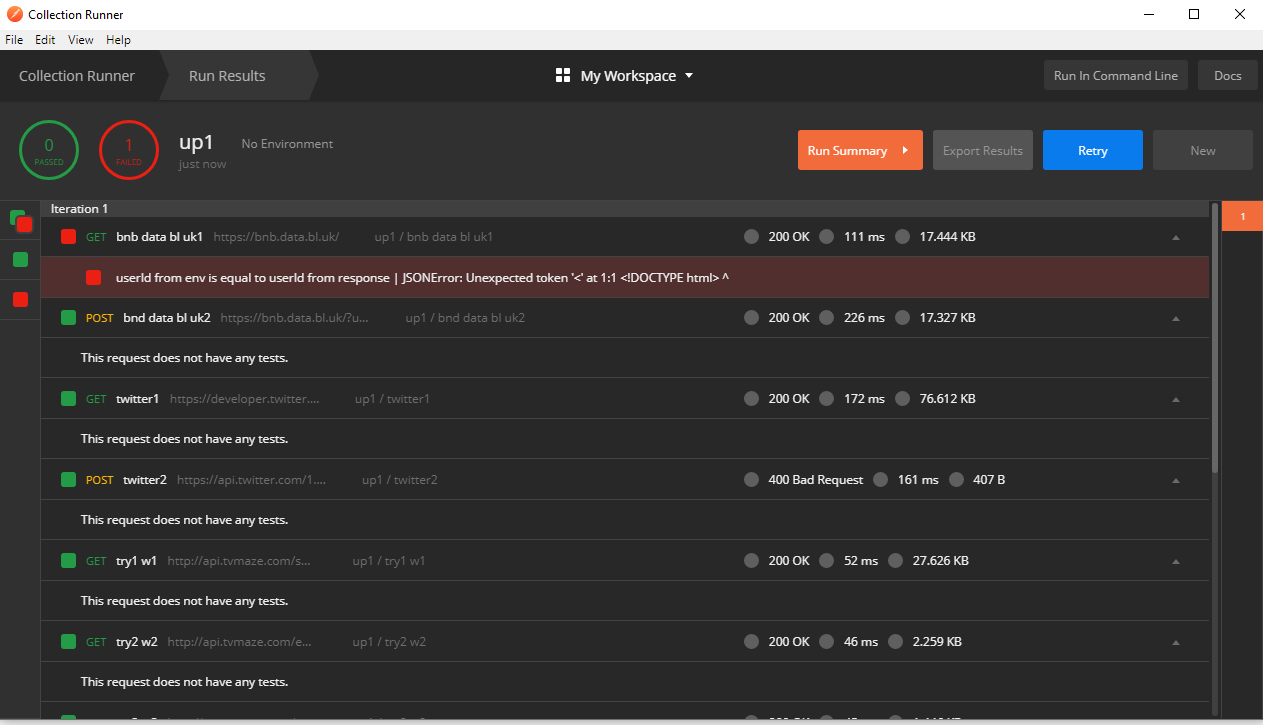 Collection Runner
File Edit View Help
Collection Runner Run Results My Workspace Run In Command Line Docs
0 PASSED 1 FAILED up1 No Environment just now Run Summary Export Results Retry New
Iteration 1
1
GET bnb data bl uk1 https://bnb.data.bl.uk/ up1 / bnb data bl uk1 200 OK 111 ms 17.444 KB
userId from env is equal to userId from response | JSONError: Unexpected token '<' at 1:1 <!DOCTYPE html> ^
POST bnd data bl uk2 https://bnb.data.bl.uk/?u... up1 / bnd data bl uk2 200 OK 226 ms 17.327 KB
This request does not have any tests.
GET twitter1 https://developer.twitter.... up1 / twitter1 200 OK 172 ms 76.612 KB
This request does not have any tests.
POST twitter2 https://api.twitter.com/1.... up1 / twitter2 400 Bad Request 161 ms 407 B
This request does not have any tests.
GET try1 w1 http://api.tvmaze.com/s... up1 / try1 w1 200 OK 52 ms 27.626 KB
This request does not have any tests.
GET try2 w2 http://api.tvmaze.com/e... up1 / try2 w2 200 OK 46 ms 2.259 KB
This request does not have any tests.